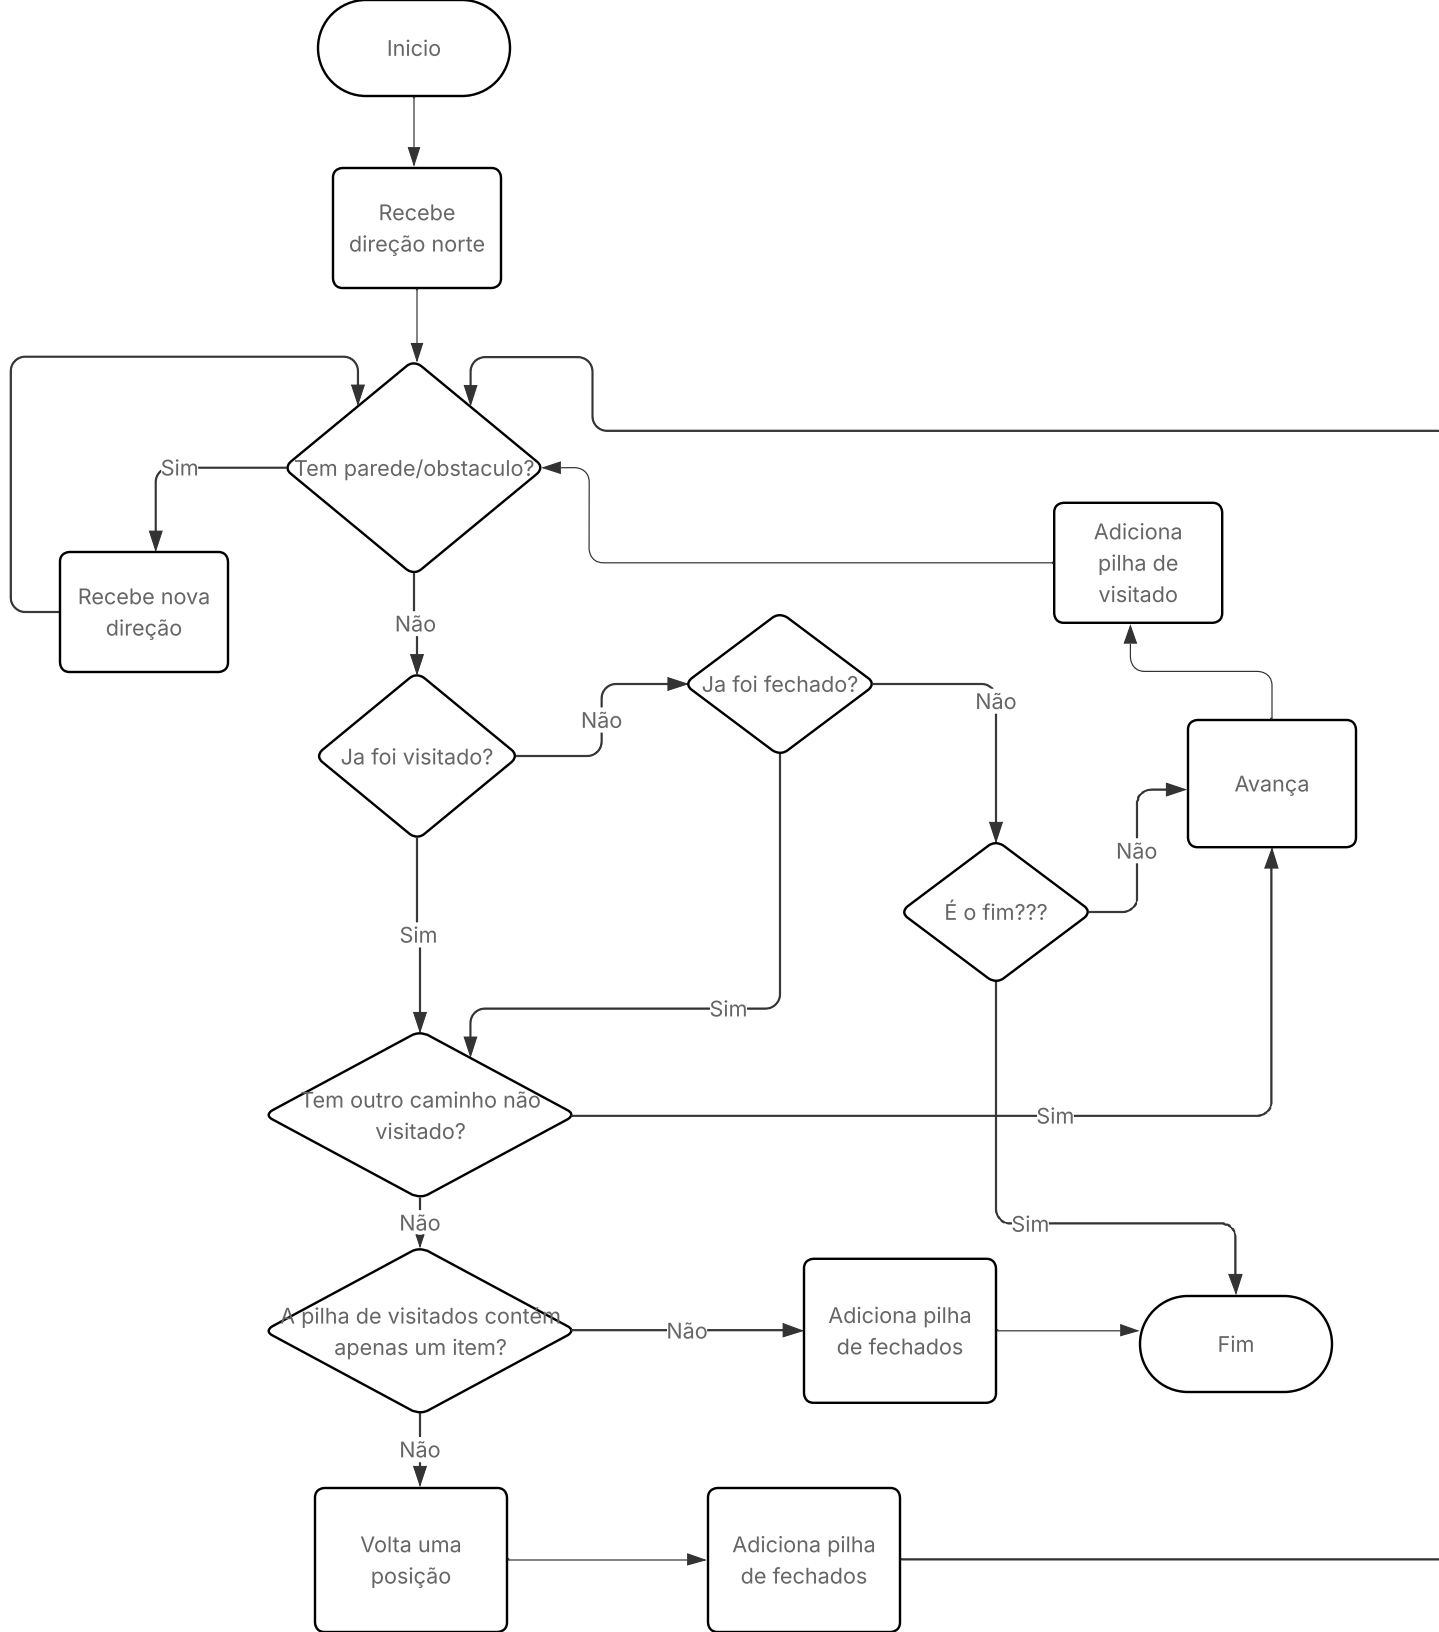 Inicio
Recebe
direção norte
Tem parede/obstaculo?
Sim
Recebe nova
direção
Adiciona
pilha de
visitado
Não
Ja foi visitado?
Não
Ja foi fechado?
Não
Avança
Não
É o fim???
Sim
Sim
Tem outro caminho não
visitado?
Sim
Não
Sim
A pilha de visitados contém
apenas um item?
Não
Adiciona pilha
de fechados
Fim
Não
Volta uma
posição
Adiciona pilha
de fechados